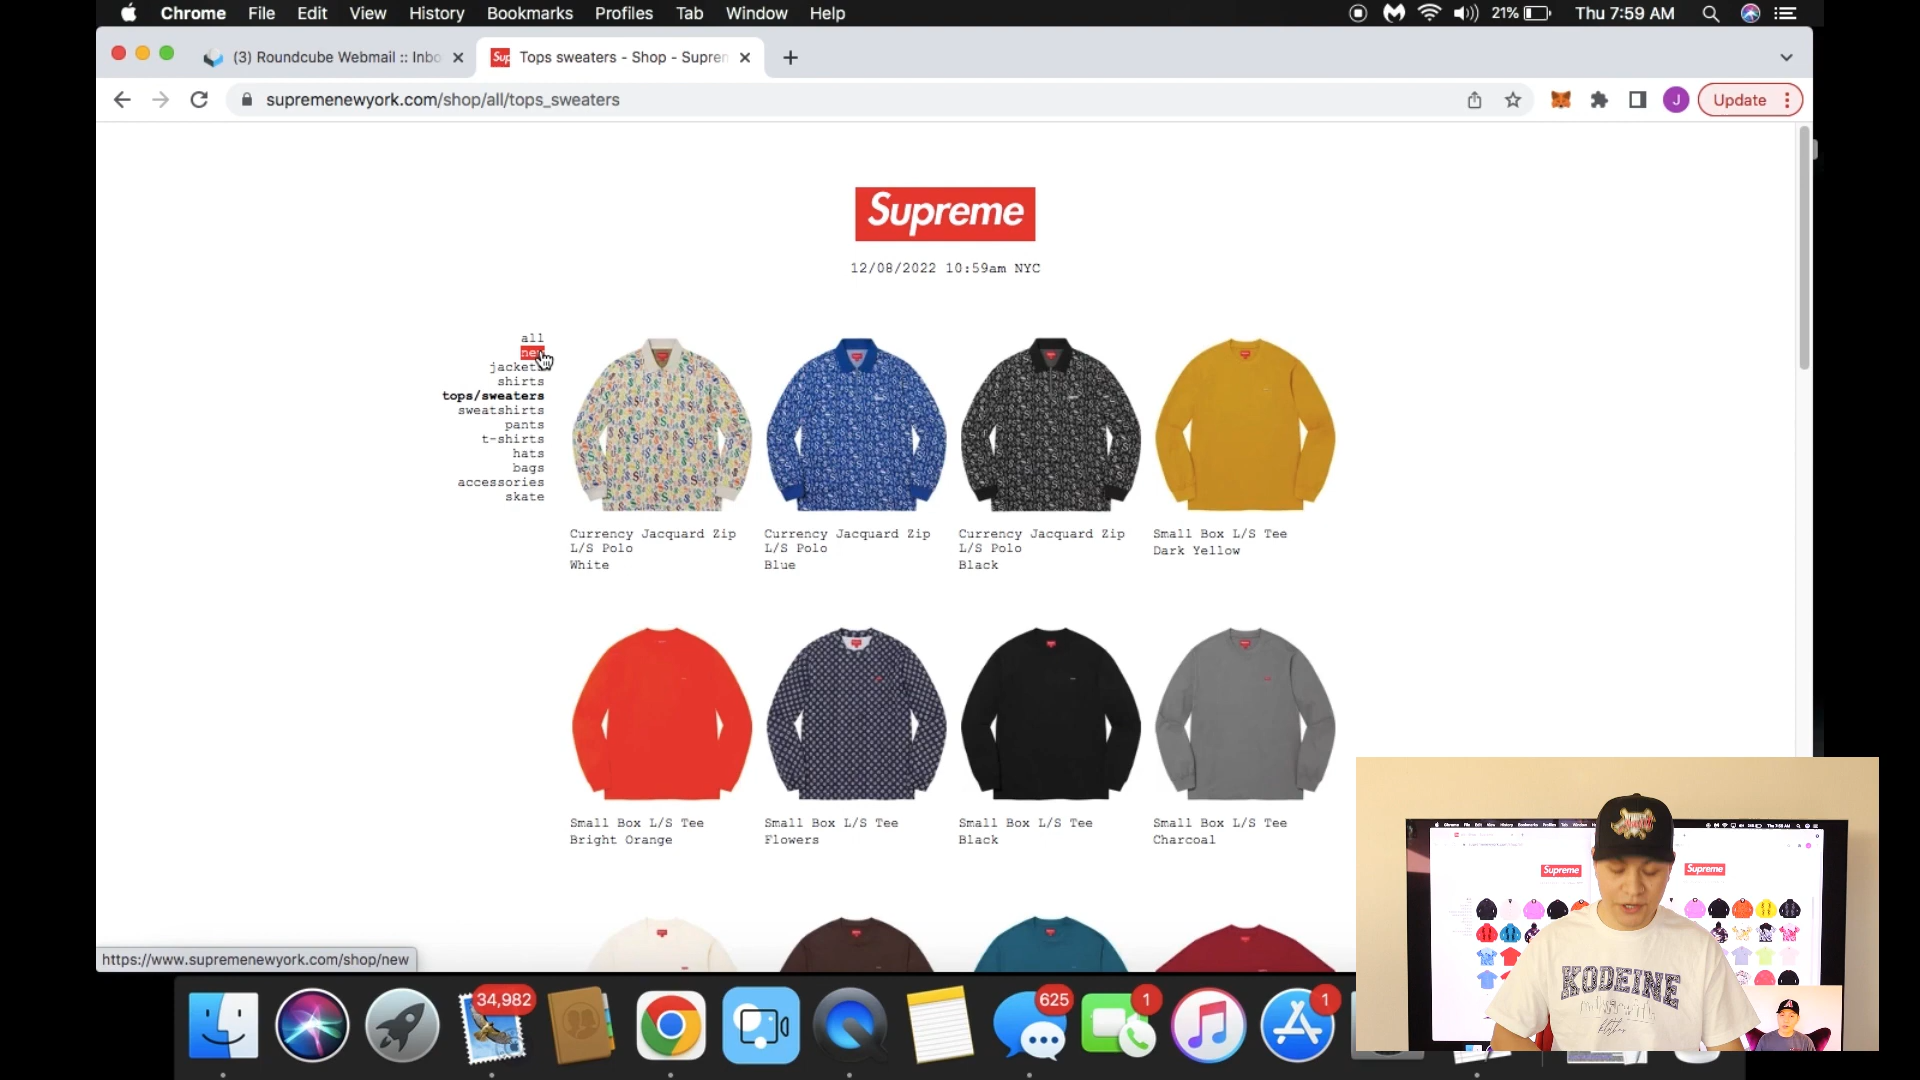 Chrome File Edit View History Bookmarks Profiles Tab Window Help 21% Thu 7:59 AM
(3) Roundcube Webmail :: Inbo
Sup Tops sweaters - Shop - Supren
supremenewyork.com/shop/all/tops_sweaters
J
Update
Supreme
12/08/2022 10:59am NYC
all
new
jackets
shirts
tops/sweaters
sweatshirts
pants
t-shirts
hats
bags
accessories
skate
Currency Jacquard Zip
L/S Polo
White
Currency Jacquard Zip
L/S Polo
Blue
Currency Jacquard Zip
L/S Polo
Black
Small Box L/S Tee
Dark Yellow
Small Box L/S Tee
Bright Orange
Small Box L/S Tee
Flowers
Small Box L/S Tee
Black
Small Box L/S Tee
Charcoal
https://www.supremenewyork.com/shop/new
34,982
625
1
1
Supreme
Supreme
KODEINE